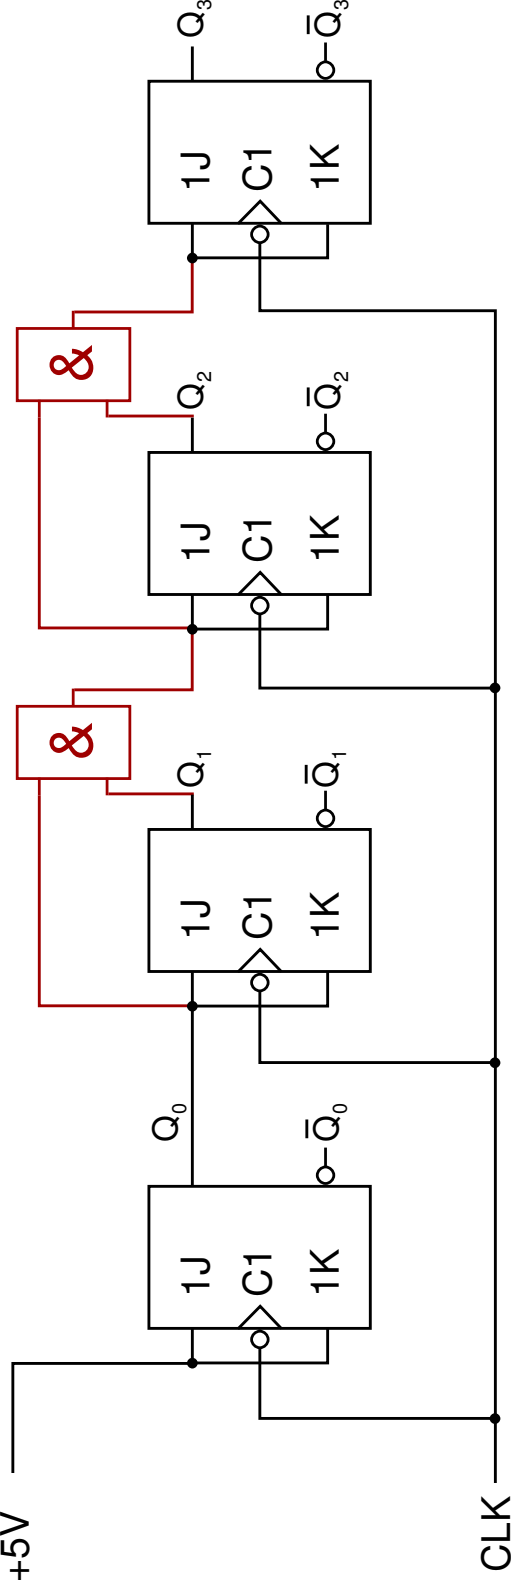 +5V
& &
Q₀ Q₁ Q₂ Q₃
1J 1J 1J 1J
C1 C1 C1 C1
1K 1K 1K 1K
Q̅₀ Q̅₁ Q̅₂ Q̅₃
CLK